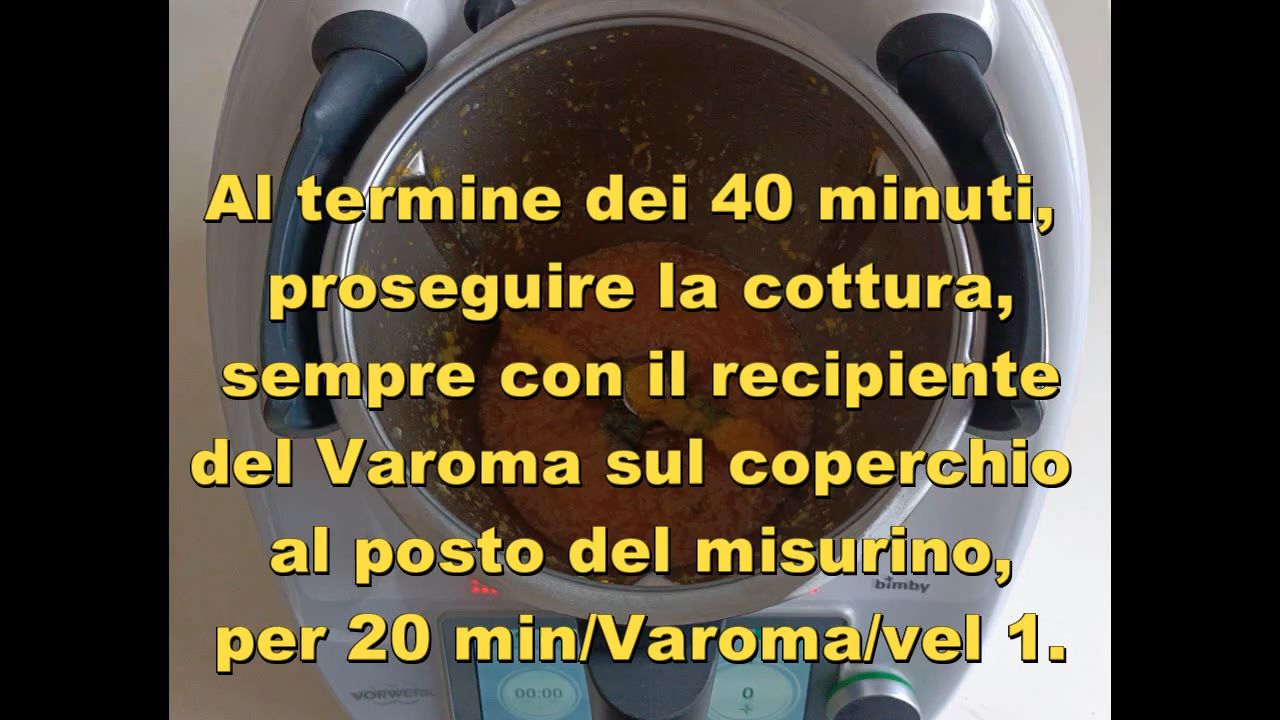 Al termine dei 40 minuti,
proseguire la cottura,
sempre con il recipiente
del Varoma sul coperchio
al posto del misurino,
per 20 min/Varoma/vel 1.
bimby
VORWERK
00:00
0